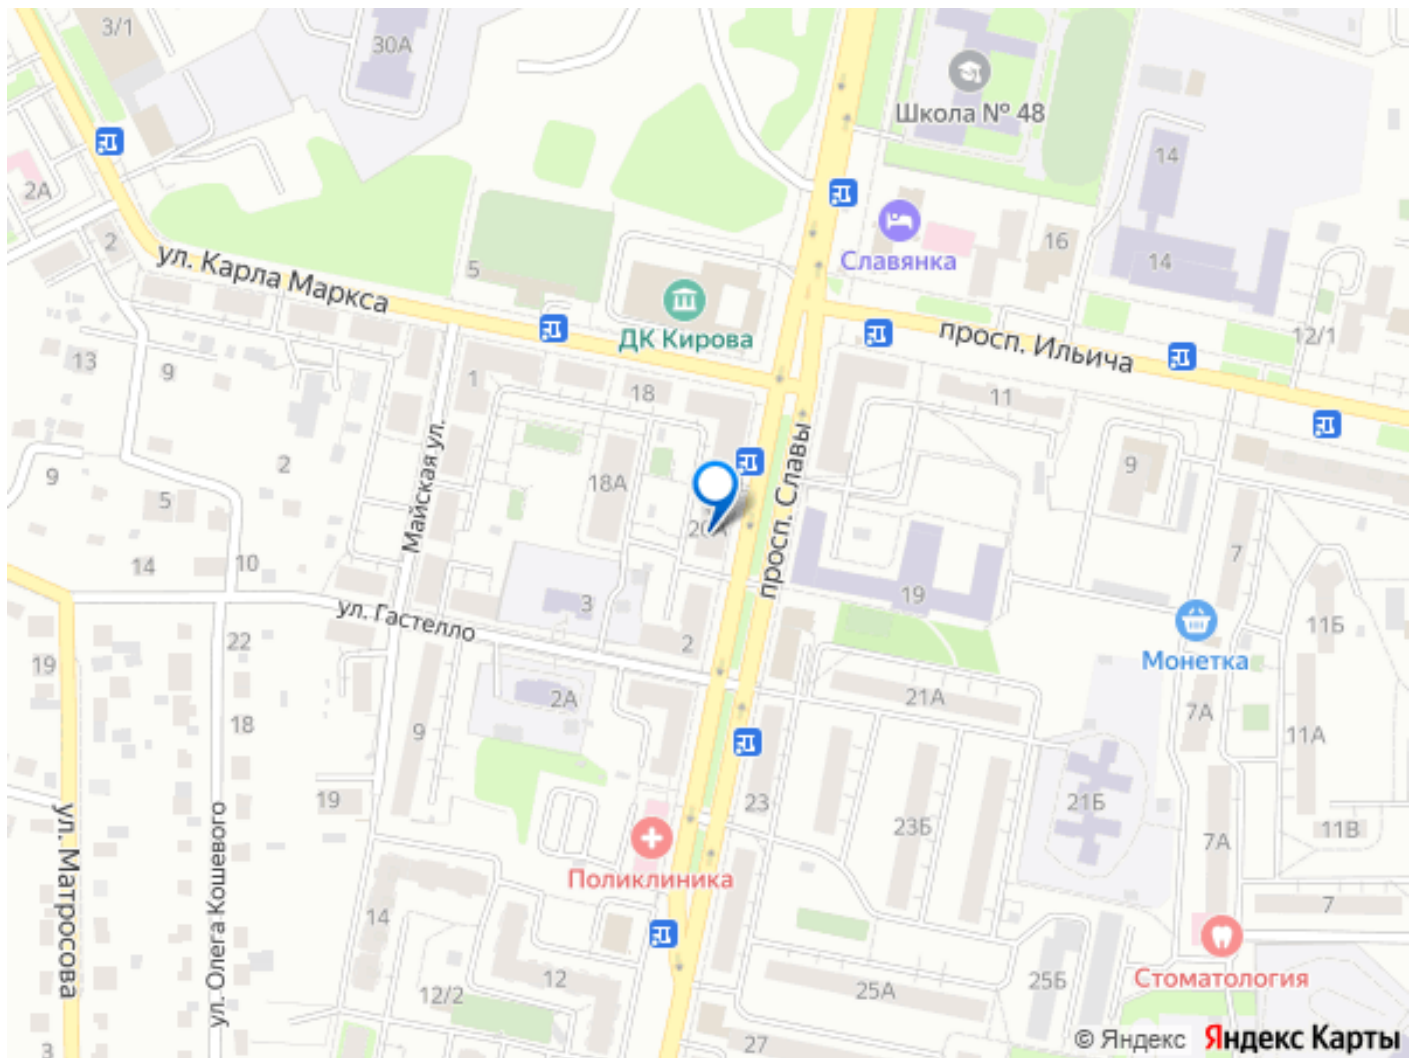 3/1
30А
Школа № 48
14
2А
2
ул. Карла Маркса
5
ДК Кирова
Славянка
16
14
просп. Ильича
12/1
13
9
1
18
11
Майская ул.
просп. Славы
9
2
9
5
18А
20А
7
14
10
3
19
ул. Гастелло
2
Монетка
11Б
22
19
2А
21А
7А
11А
18
9
ул. Матросова
ул. Олега Кошевого
19
23
23Б
21Б
7А
11В
Поликлиника
14
7
12/2
12
25А
25Б
Стоматология
3
27
© Яндекс Яндекс Карты